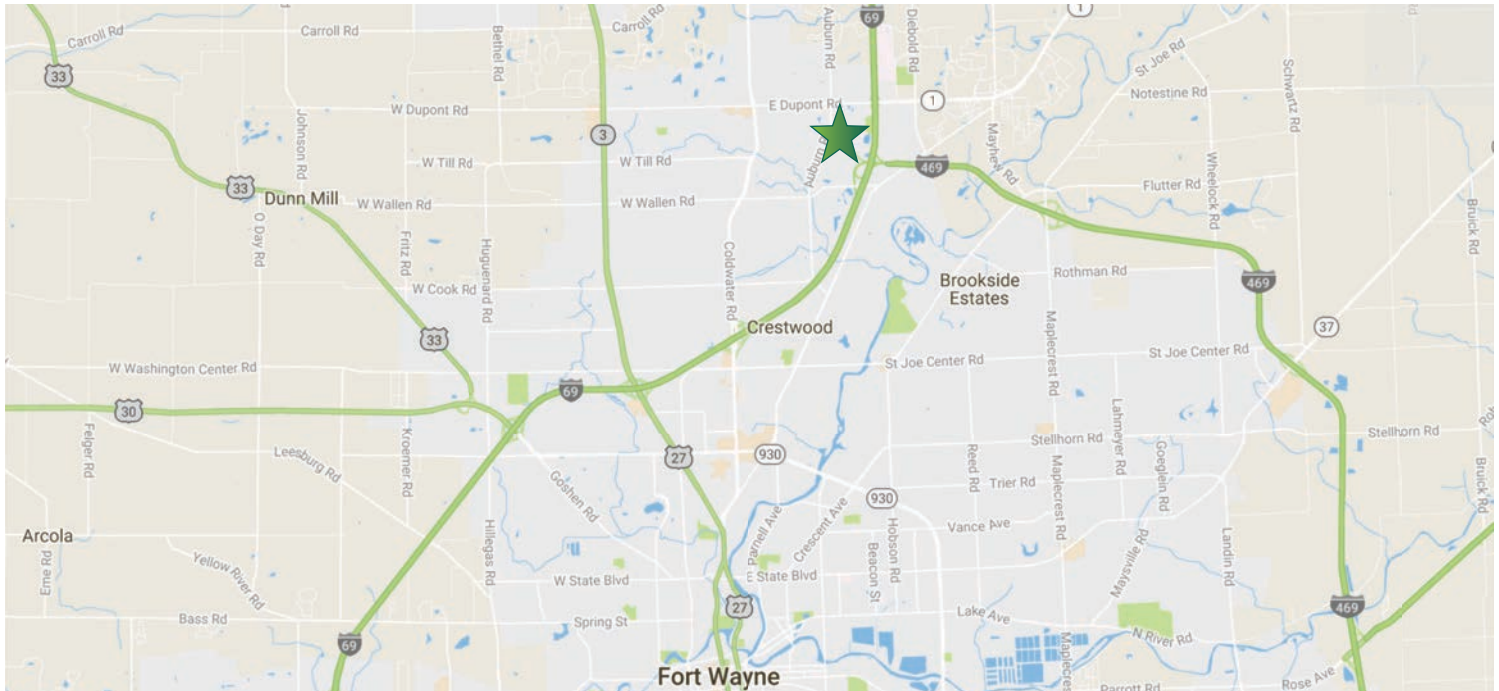 Carroll Rd
Carroll Rd
Carroll Rd
Bethel Rd
Auburn Rd
69
Diebold Rd
1
St Joe Rd
Schwartz Rd
33
Notestine Rd
W Dupont Rd
E Dupont Rd
1
Johnson Rd
3
Mayhew Rd
W Till Rd
W Till Rd
Auburn R
469
Wheelock Rd
33
Dunn Mill
Flutter Rd
W Wallen Rd
W Wallen Rd
Bruick Rd
O Day Rd
Fritz Rd
Huguenard Rd
Coldwater Rd
W Cook Rd
Brookside
Estates
Rothman Rd
469
Maplecrest Rd
33
Crestwood
37
W Washington Center Rd
St Joe Center Rd
St Joe Center Rd
69
30
Felger Rd
Leesburg Rd
Kroemer Rd
27
930
Reed Rd
Lahmeyer Rd
Stellhorn Rd
Stellhorn Rd
Goeglein Rd
Bruick Rd
Goshen Rd
930
Trier Rd
Maplecrest Rd
Arcola
Hillegas Rd
Parnell Ave
Crescent Ave
Hobson Rd
Vance Ave
Landin Rd
Erne Rd
Yellow River Rd
W State Blvd
E State Blvd
Beacon St
Maysville Rd
Bass Rd
Spring St
27
Lake Ave
469
N River Rd
69
Maplecrest
Fort Wayne
Parrott Rd
Rose Ave